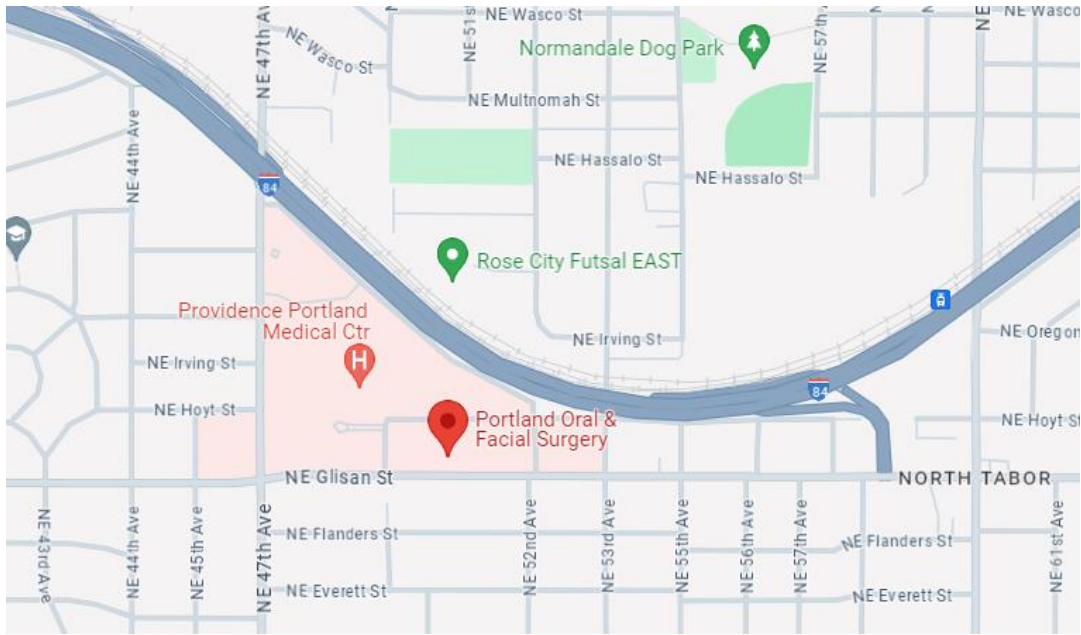 NE Wasco St
NE Wasco
NE 47th Ave
NE 51 st
NE 57th
NE
NE Wasco St
Normandale Dog Park
NE Multnomah St
NE 44th Ave
NE Hassalo St
NE Hassalo St
84
Rose City Futsal EAST
Providence Portland
Medical Ctr
NE Irving St
NE Oregon
NE Irving St
H
84
NE Hoyt St
Portland Oral &
Facial Surgery
NE Hoyt St
NE Glisan St
NORTH TABOR
NE 43rd Ave
NE 44th Ave
NE 45th Ave
NE 47th Ave
NE Flanders St
NE 52nd Ave
NE 53rd Ave
NE 55th Ave
NE 56th Ave
NE 57th Ave
NE Flanders St
NE 61st Ave
NE Everett St
NE Everett St